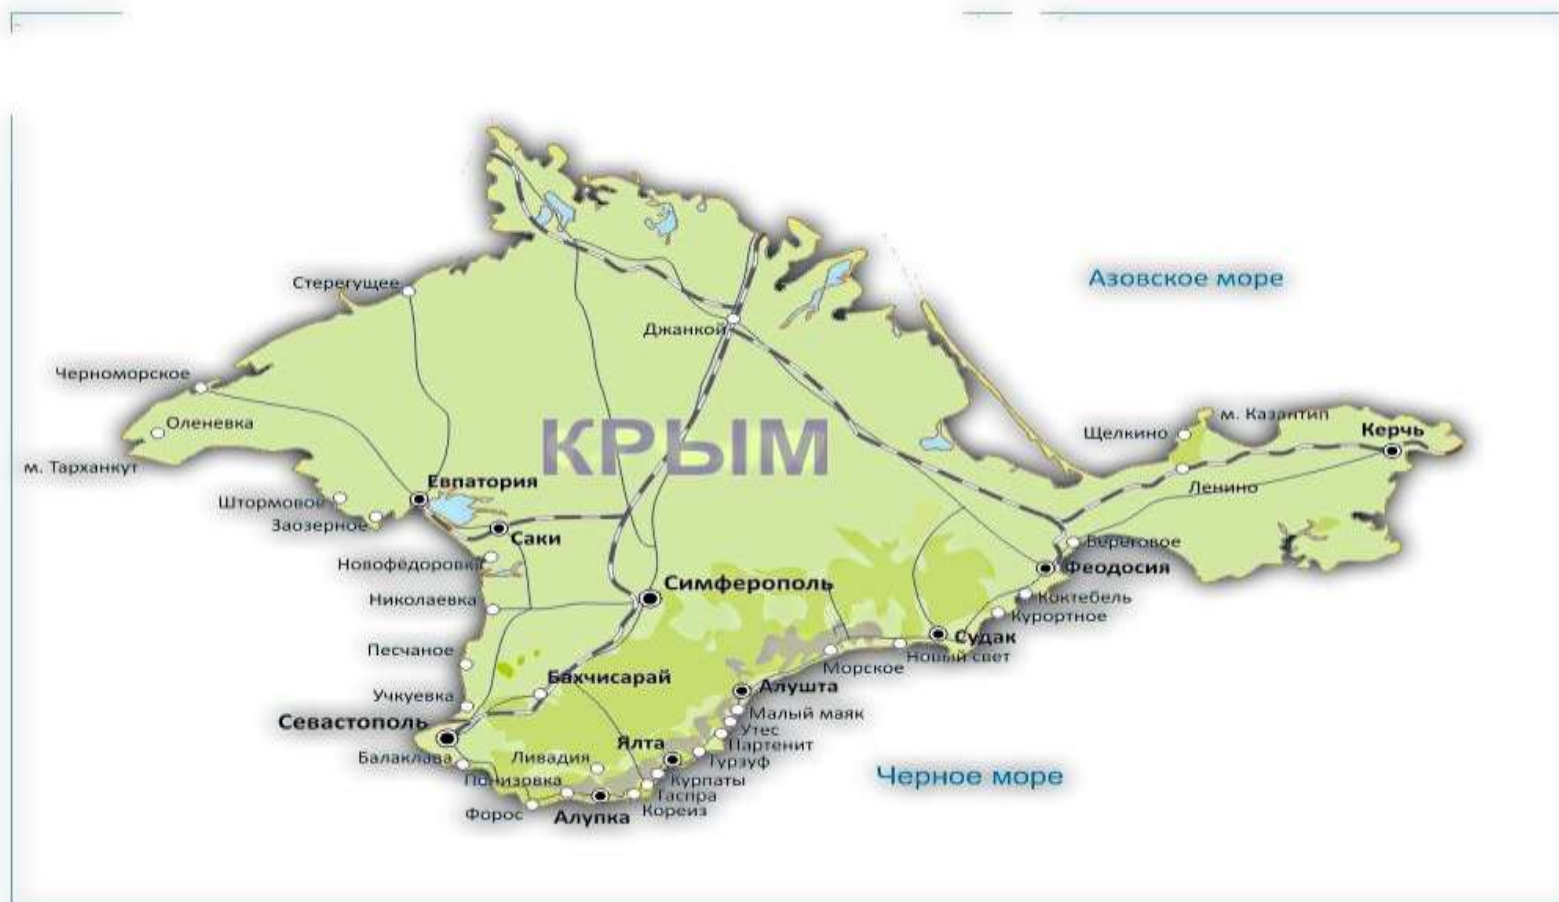 Азовское море
Стерегущее
Джанкой
Черноморское
Оленевка
м. Казантип
Щелкино
Керчь
КРЫМ
м. Тарханкут
Евпатория
Ленино
Штормовое
Заозерное
Саки
Береговое
Новофёдоровка
Феодосия
Симферополь
Николаевка
Коктебель
Курортное
Судак
Песчаное
Новый свет
Морское
Бахчисарай
Алушта
Учкуевка
Малый маяк
Севастополь
Утес
Ялта
Партенит
Балаклава
Ливадия
Гурзуф
Черное море
Понизовка
Курпаты
Гаспра
Форос
Алупка
Кореиз